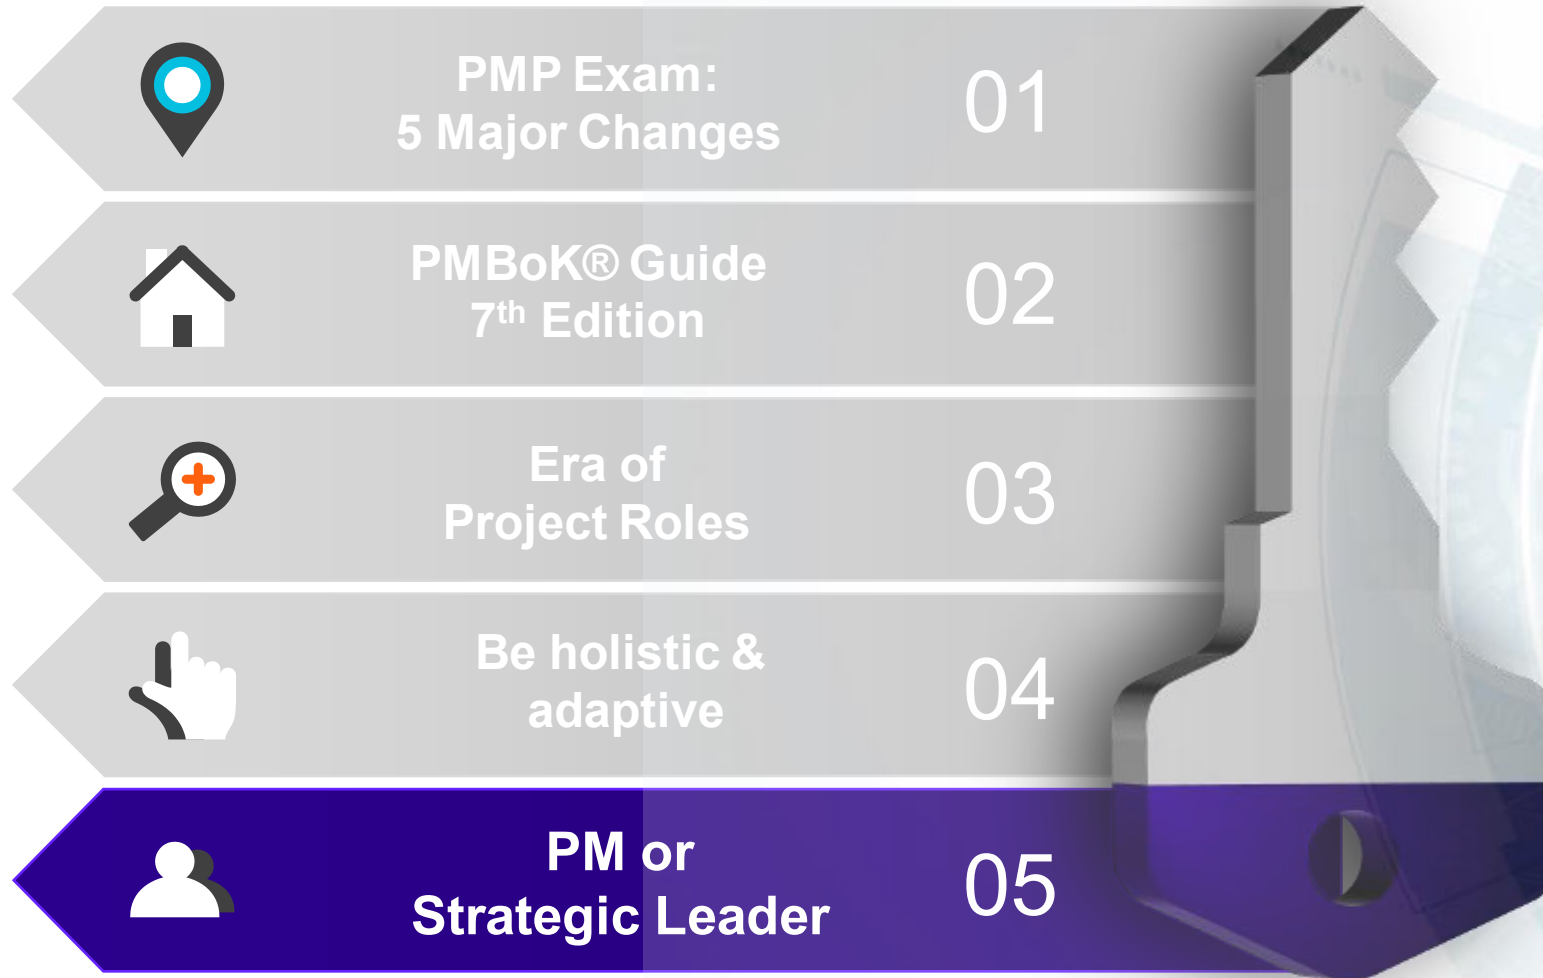 PMP Exam:
5 Major Changes
01
PMBoK® Guide
7th Edition
02
Era of
Project Roles
03
Be holistic &
adaptive
04
PM or
Strategic Leader
05